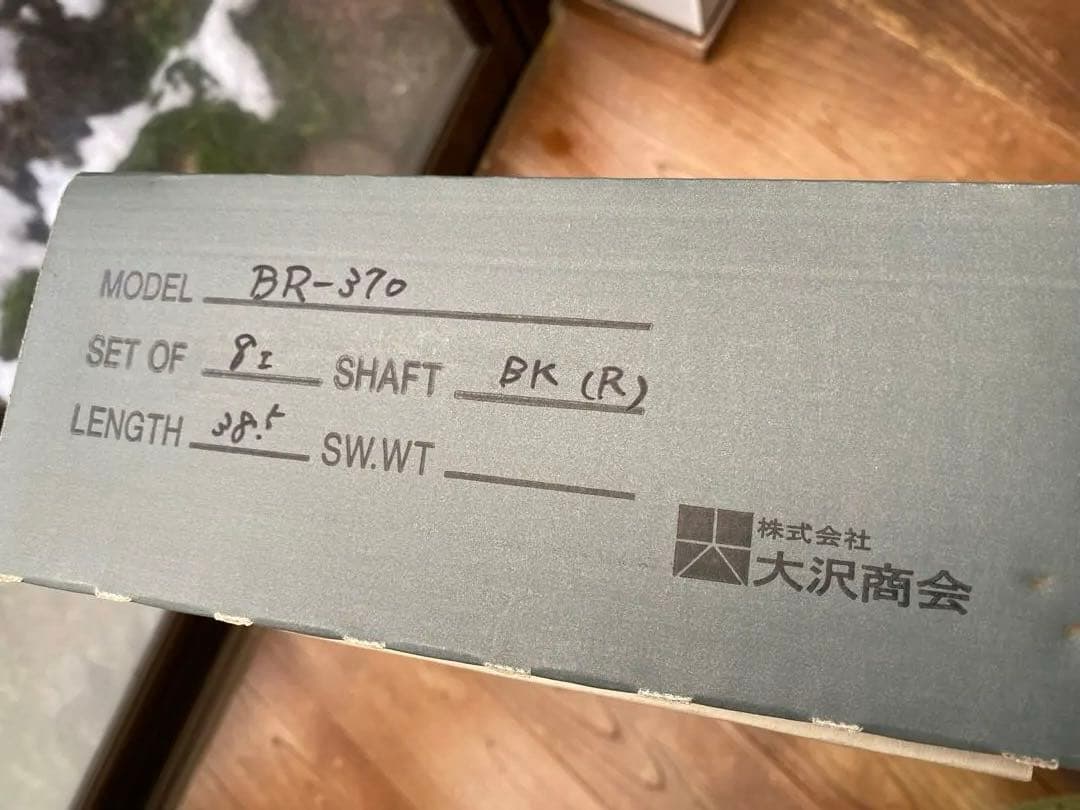 MODEL BR-370
SET OF 8I SHAFT BK (R)
LENGTH 38.5 SW.WT
株式会社
大沢商会